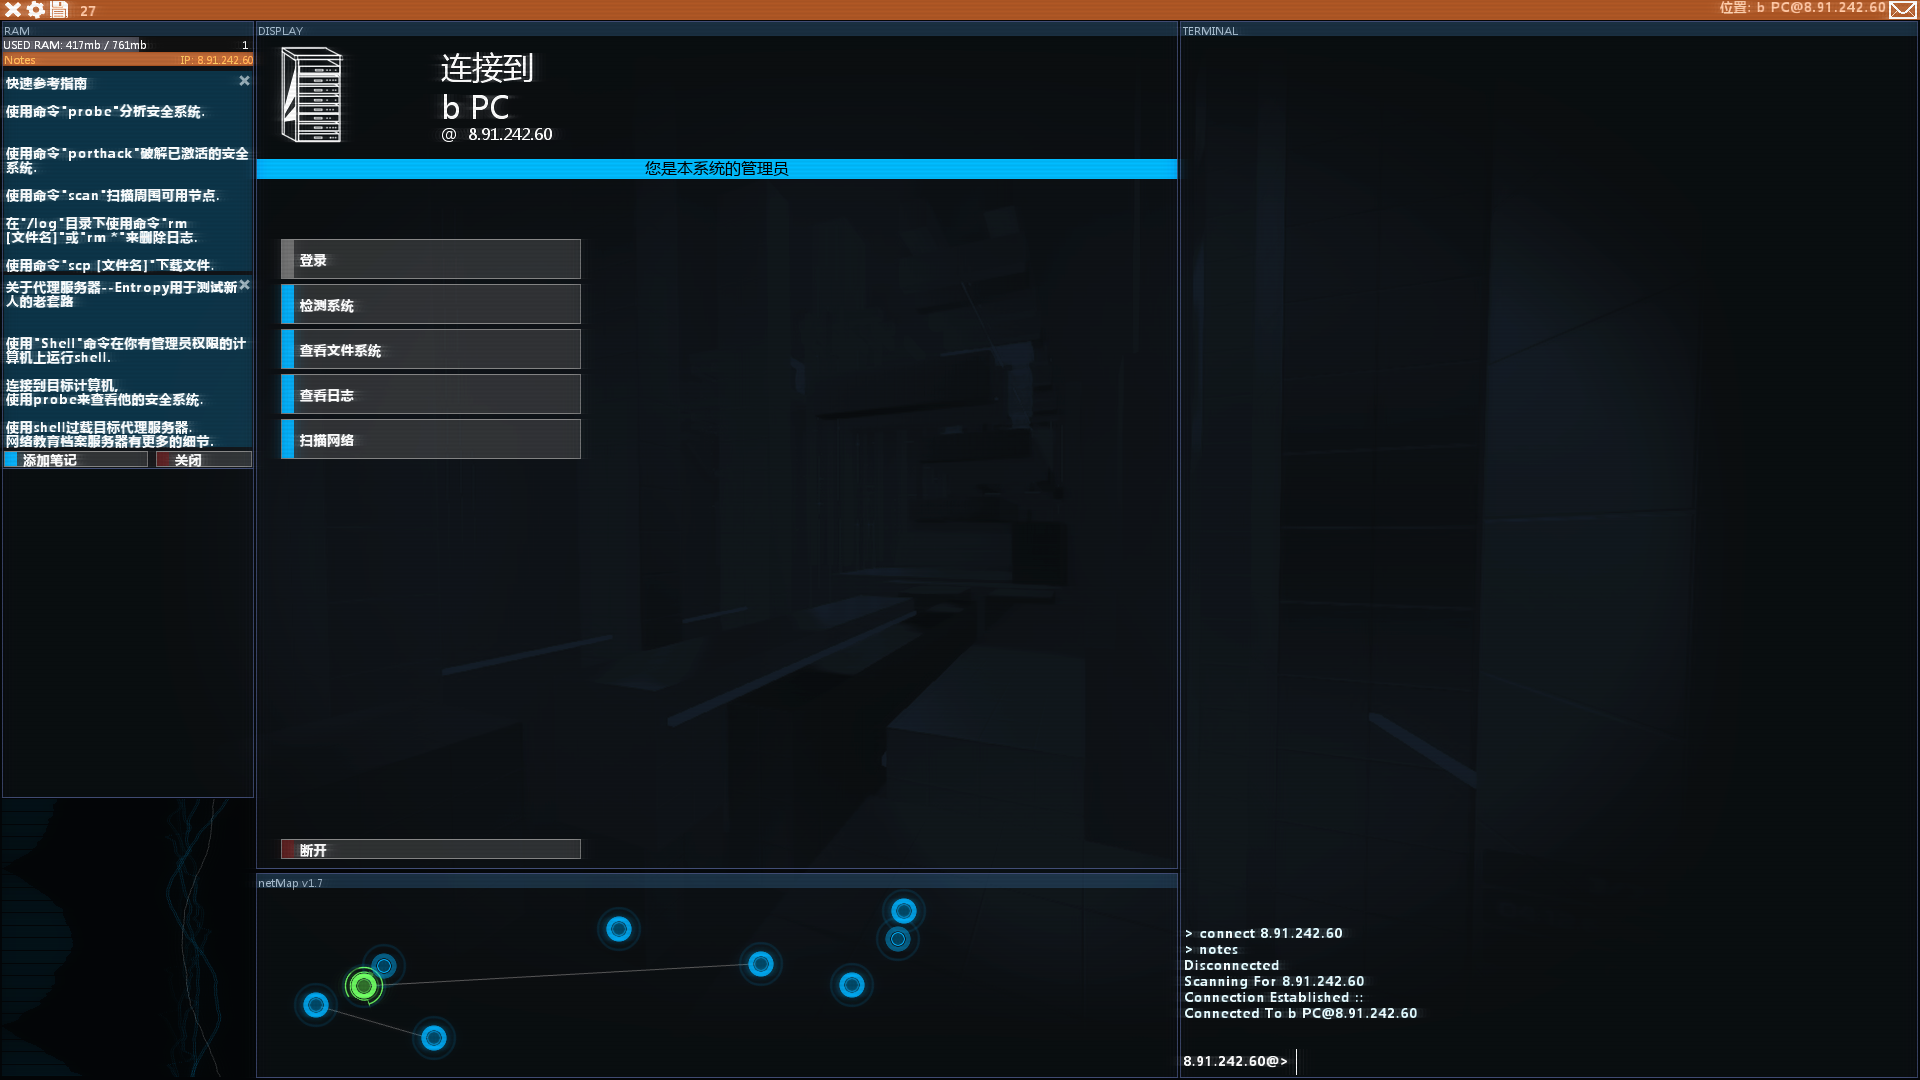 27
位置: b PC@8.91.242.60
RAM
USED RAM: 417mb / 761mb 1
Notes IP: 8.91.242.60
快速参考指南
使用命令"probe"分析安全系统.
使用命令"porthack"破解已激活的安全
系统.
使用命令"scan"扫描周围可用节点.
在"/log"目录下使用命令"rm
[文件名]"或"rm *"来删除日志.
使用命令"scp [文件名]"下载文件.
关于代理服务器--Entropy用于测试新
人的老套路
使用"Shell"命令在你有管理员权限的计
算机上运行shell.
连接到目标计算机,
使用probe来查看他的安全系统.
使用shell过载目标代理服务器.
网络教育档案服务器有更多的细节.
添加笔记 关闭
DISPLAY
连接到
b PC
@ 8.91.242.60
您是本系统的管理员
登录
检测系统
查看文件系统
查看日志
扫描网络
断开
netMap v1.7
TERMINAL
> connect 8.91.242.60
> notes
Disconnected
Scanning For 8.91.242.60
Connection Established ::
Connected To b PC@8.91.242.60
8.91.242.60@>